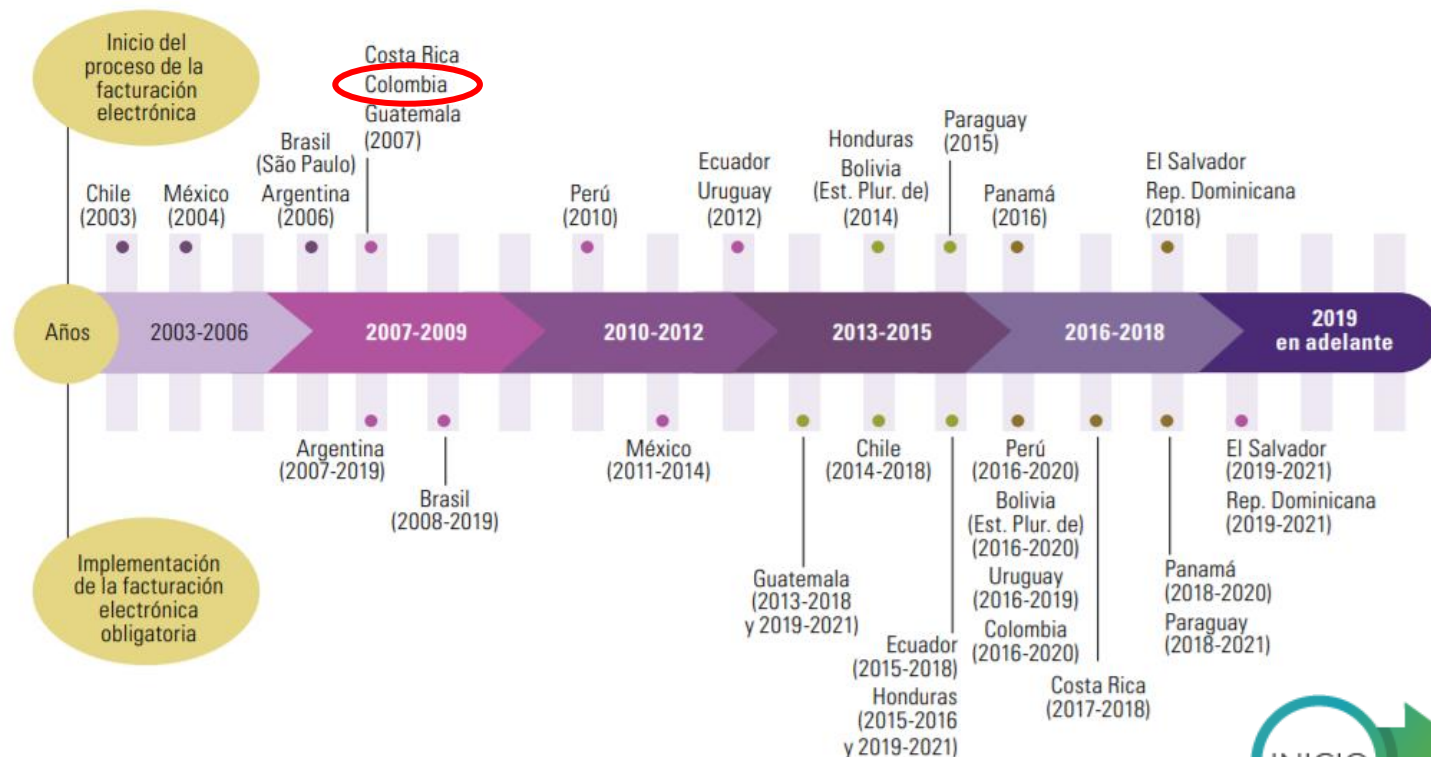 Inicio del
proceso de la
facturación
electrónica
Chile
(2003)
México
(2004)
Brasil
(São Paulo)
Argentina
(2006)
Costa Rica
Colombia
Guatemala
(2007)
Perú
(2010)
Ecuador
Uruguay
(2012)
Honduras
Bolivia
(Est. Plur. de)
(2014)
Paraguay
(2015)
Panamá
(2016)
El Salvador
Rep. Dominicana
(2018)
Años
2003-2006
2007-2009
2010-2012
2013-2015
2016-2018
2019
en adelante
Implementación
de la facturación
electrónica
obligatoria
Argentina
(2007-2019)
Brasil
(2008-2019)
México
(2011-2014)
Guatemala
(2013-2018
y 2019-2021)
Chile
(2014-2018)
Ecuador
(2015-2018)
Honduras
(2015-2016
y 2019-2021)
Perú
(2016-2020)
Bolivia
(Est. Plur. de)
(2016-2020)
Uruguay
(2016-2019)
Colombia
(2016-2020)
Costa Rica
(2017-2018)
Panamá
(2018-2020)
Paraguay
(2018-2021)
El Salvador
(2019-2021)
Rep. Dominicana
(2019-2021)
INICIO